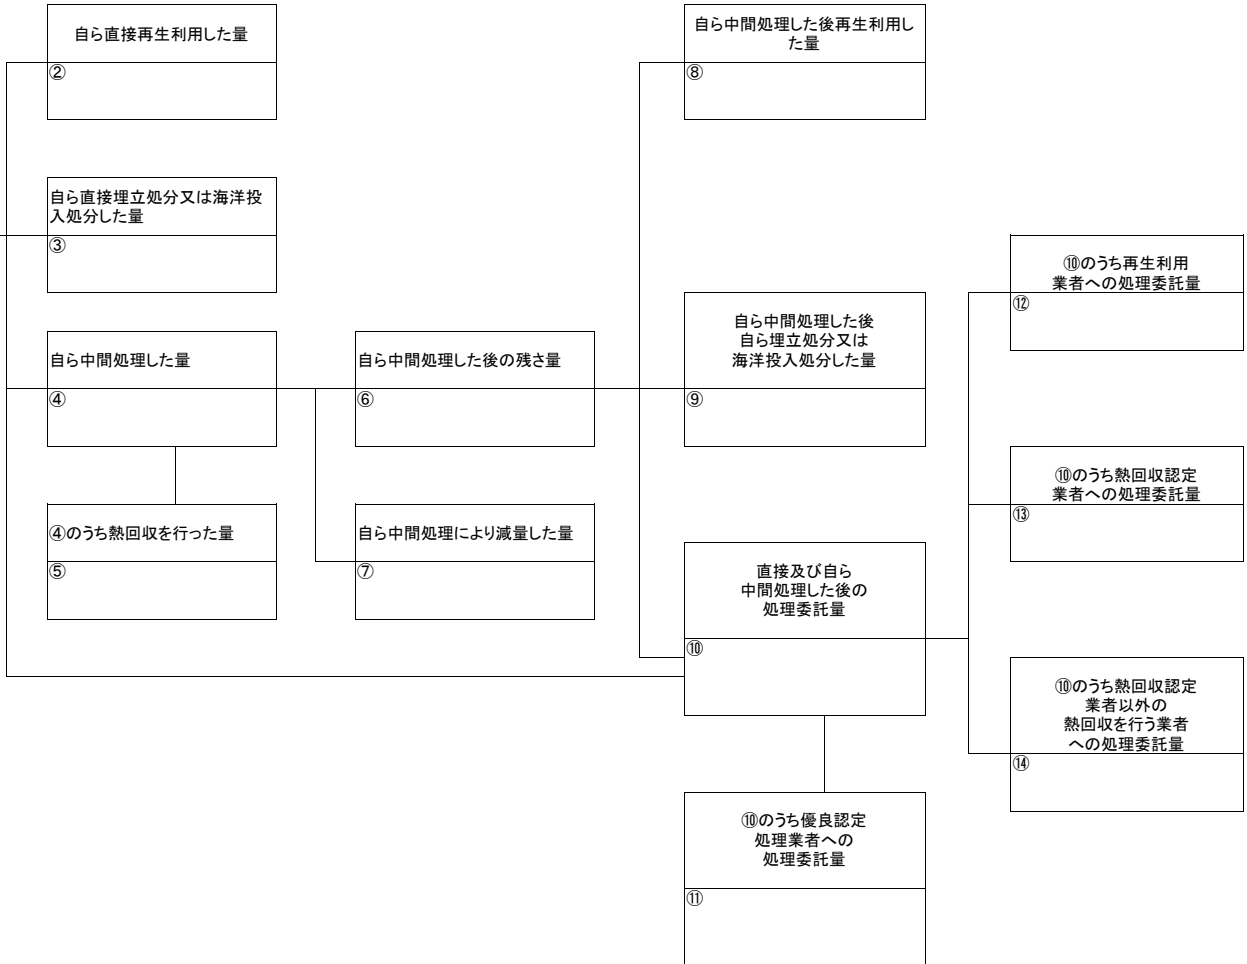 自ら直接再生利用した量
②
自ら直接埋立処分又は海洋投
入処分した量
③
自ら中間処理した量
④
④のうち熱回収を行った量
⑤
自ら中間処理した後の残さ量
⑥
自ら中間処理により減量した量
⑦
自ら中間処理した後再生利用し
た量
⑧
自ら中間処理した後
自ら埋立処分又は
海洋投入処分した量
⑨
直接及び自ら
中間処理した後の
処理委託量
⑩
⑩のうち優良認定
処理業者への
処理委託量
⑪
⑩のうち再生利用
業者への処理委託量
⑫
⑩のうち熱回収認定
業者への処理委託量
⑬
⑩のうち熱回収認定
業者以外の
熱回収を行う業者
への処理委託量
⑭